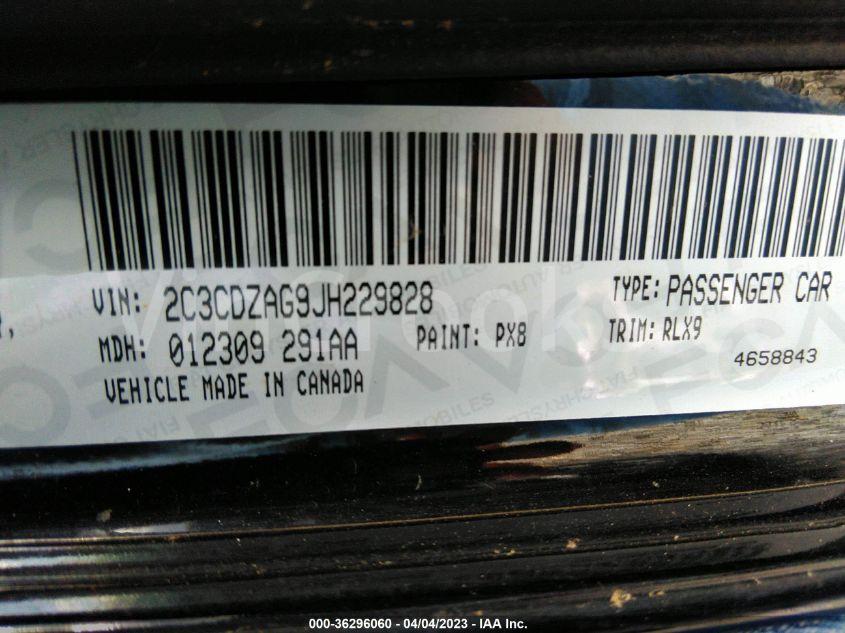 VIN: 2C3CDZAG9JH229828 TYPE: PASSENGER CAR
MDH: 012309 291AA PAINT: PX8 TRIM: RLX9
VEHICLE MADE IN CANADA 4658843
000-36296060 - 04/04/2023 - IAA Inc.